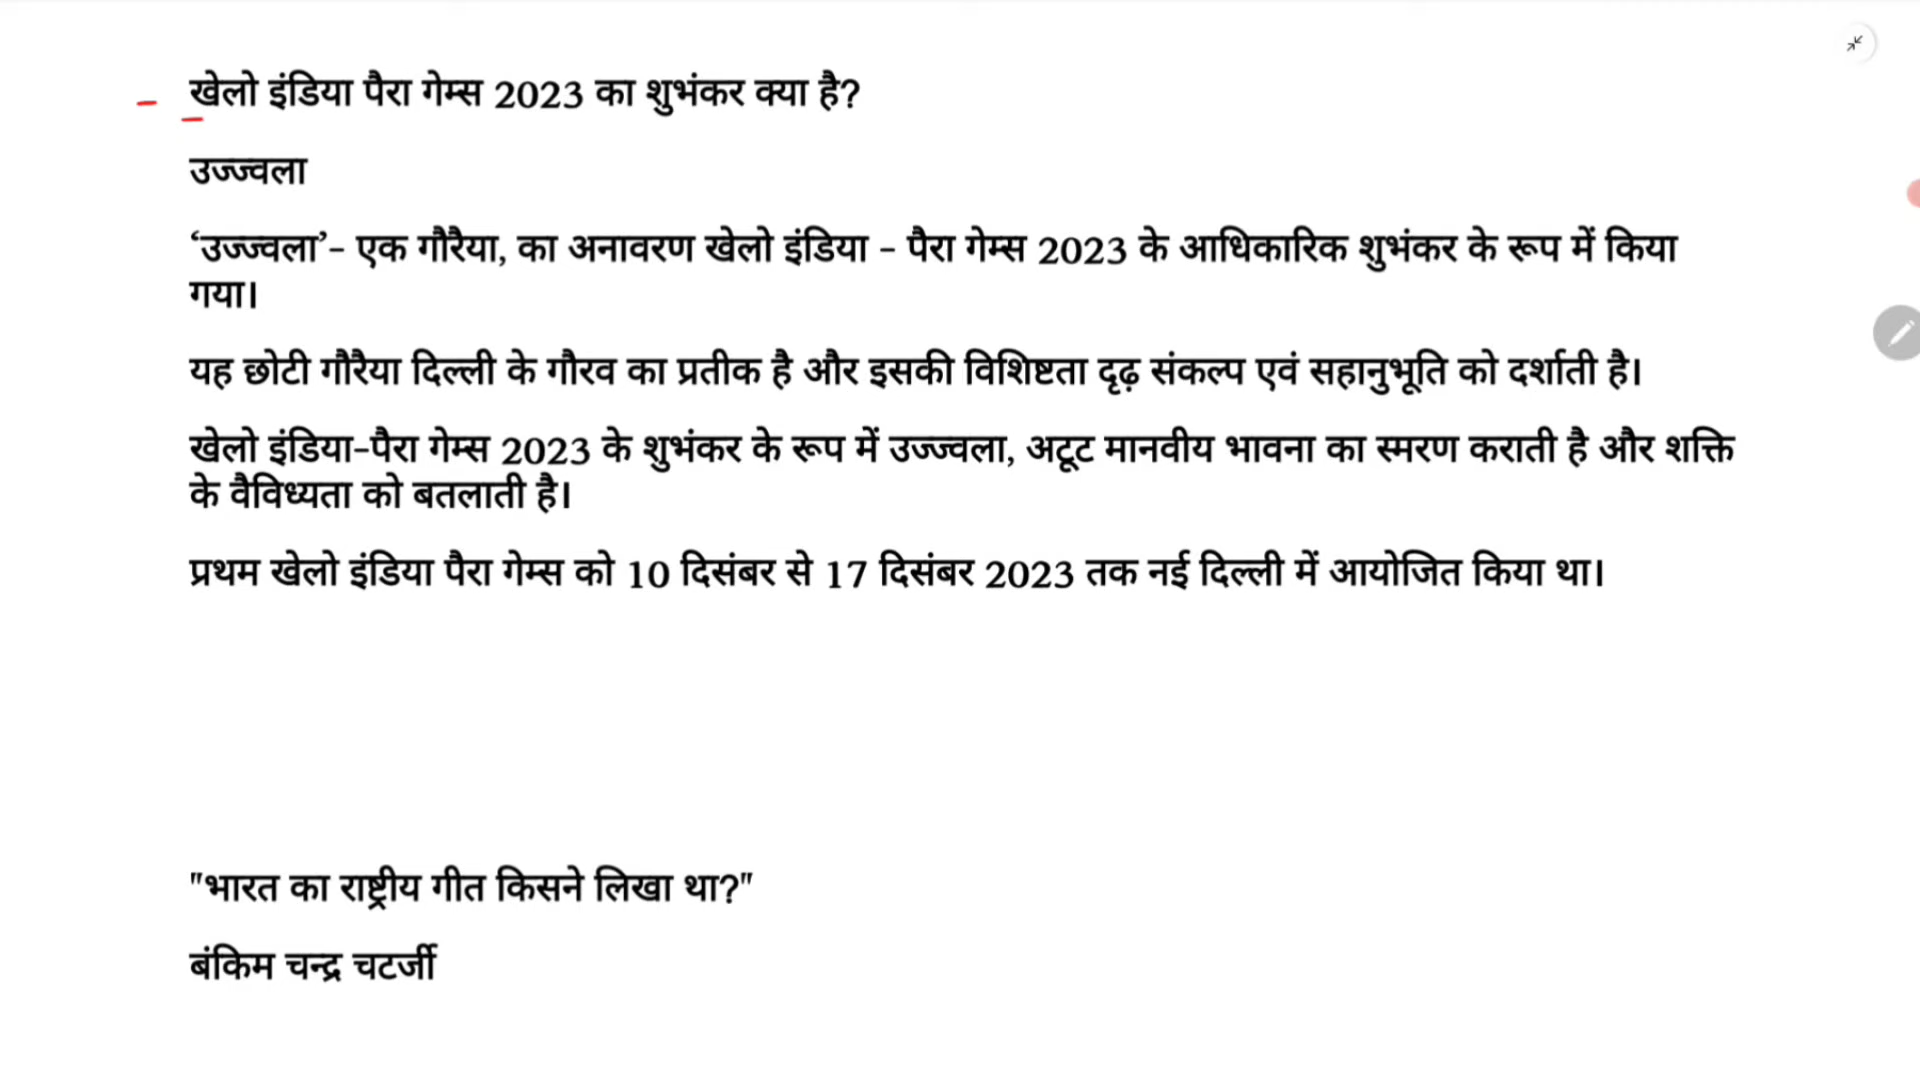 खेलो इंडिया पैरा गेम्स 2023 का शुभंकर क्या है?
उज्ज्वला
‘उज्ज्वला’- एक गौरैया, का अनावरण खेलो इंडिया - पैरा गेम्स 2023 के आधिकारिक शुभंकर के रूप में किया
गया।
यह छोटी गौरैया दिल्ली के गौरव का प्रतीक है और इसकी विशिष्टता दृढ़ संकल्प एवं सहानुभूति को दर्शाती है।
खेलो इंडिया-पैरा गेम्स 2023 के शुभंकर के रूप में उज्ज्वला, अटूट मानवीय भावना का स्मरण कराती है और शक्ति
के वैविध्यता को बतलाती है।
प्रथम खेलो इंडिया पैरा गेम्स को 10 दिसंबर से 17 दिसंबर 2023 तक नई दिल्ली में आयोजित किया था।
"भारत का राष्ट्रीय गीत किसने लिखा था?"
बंकिम चन्द्र चटर्जी